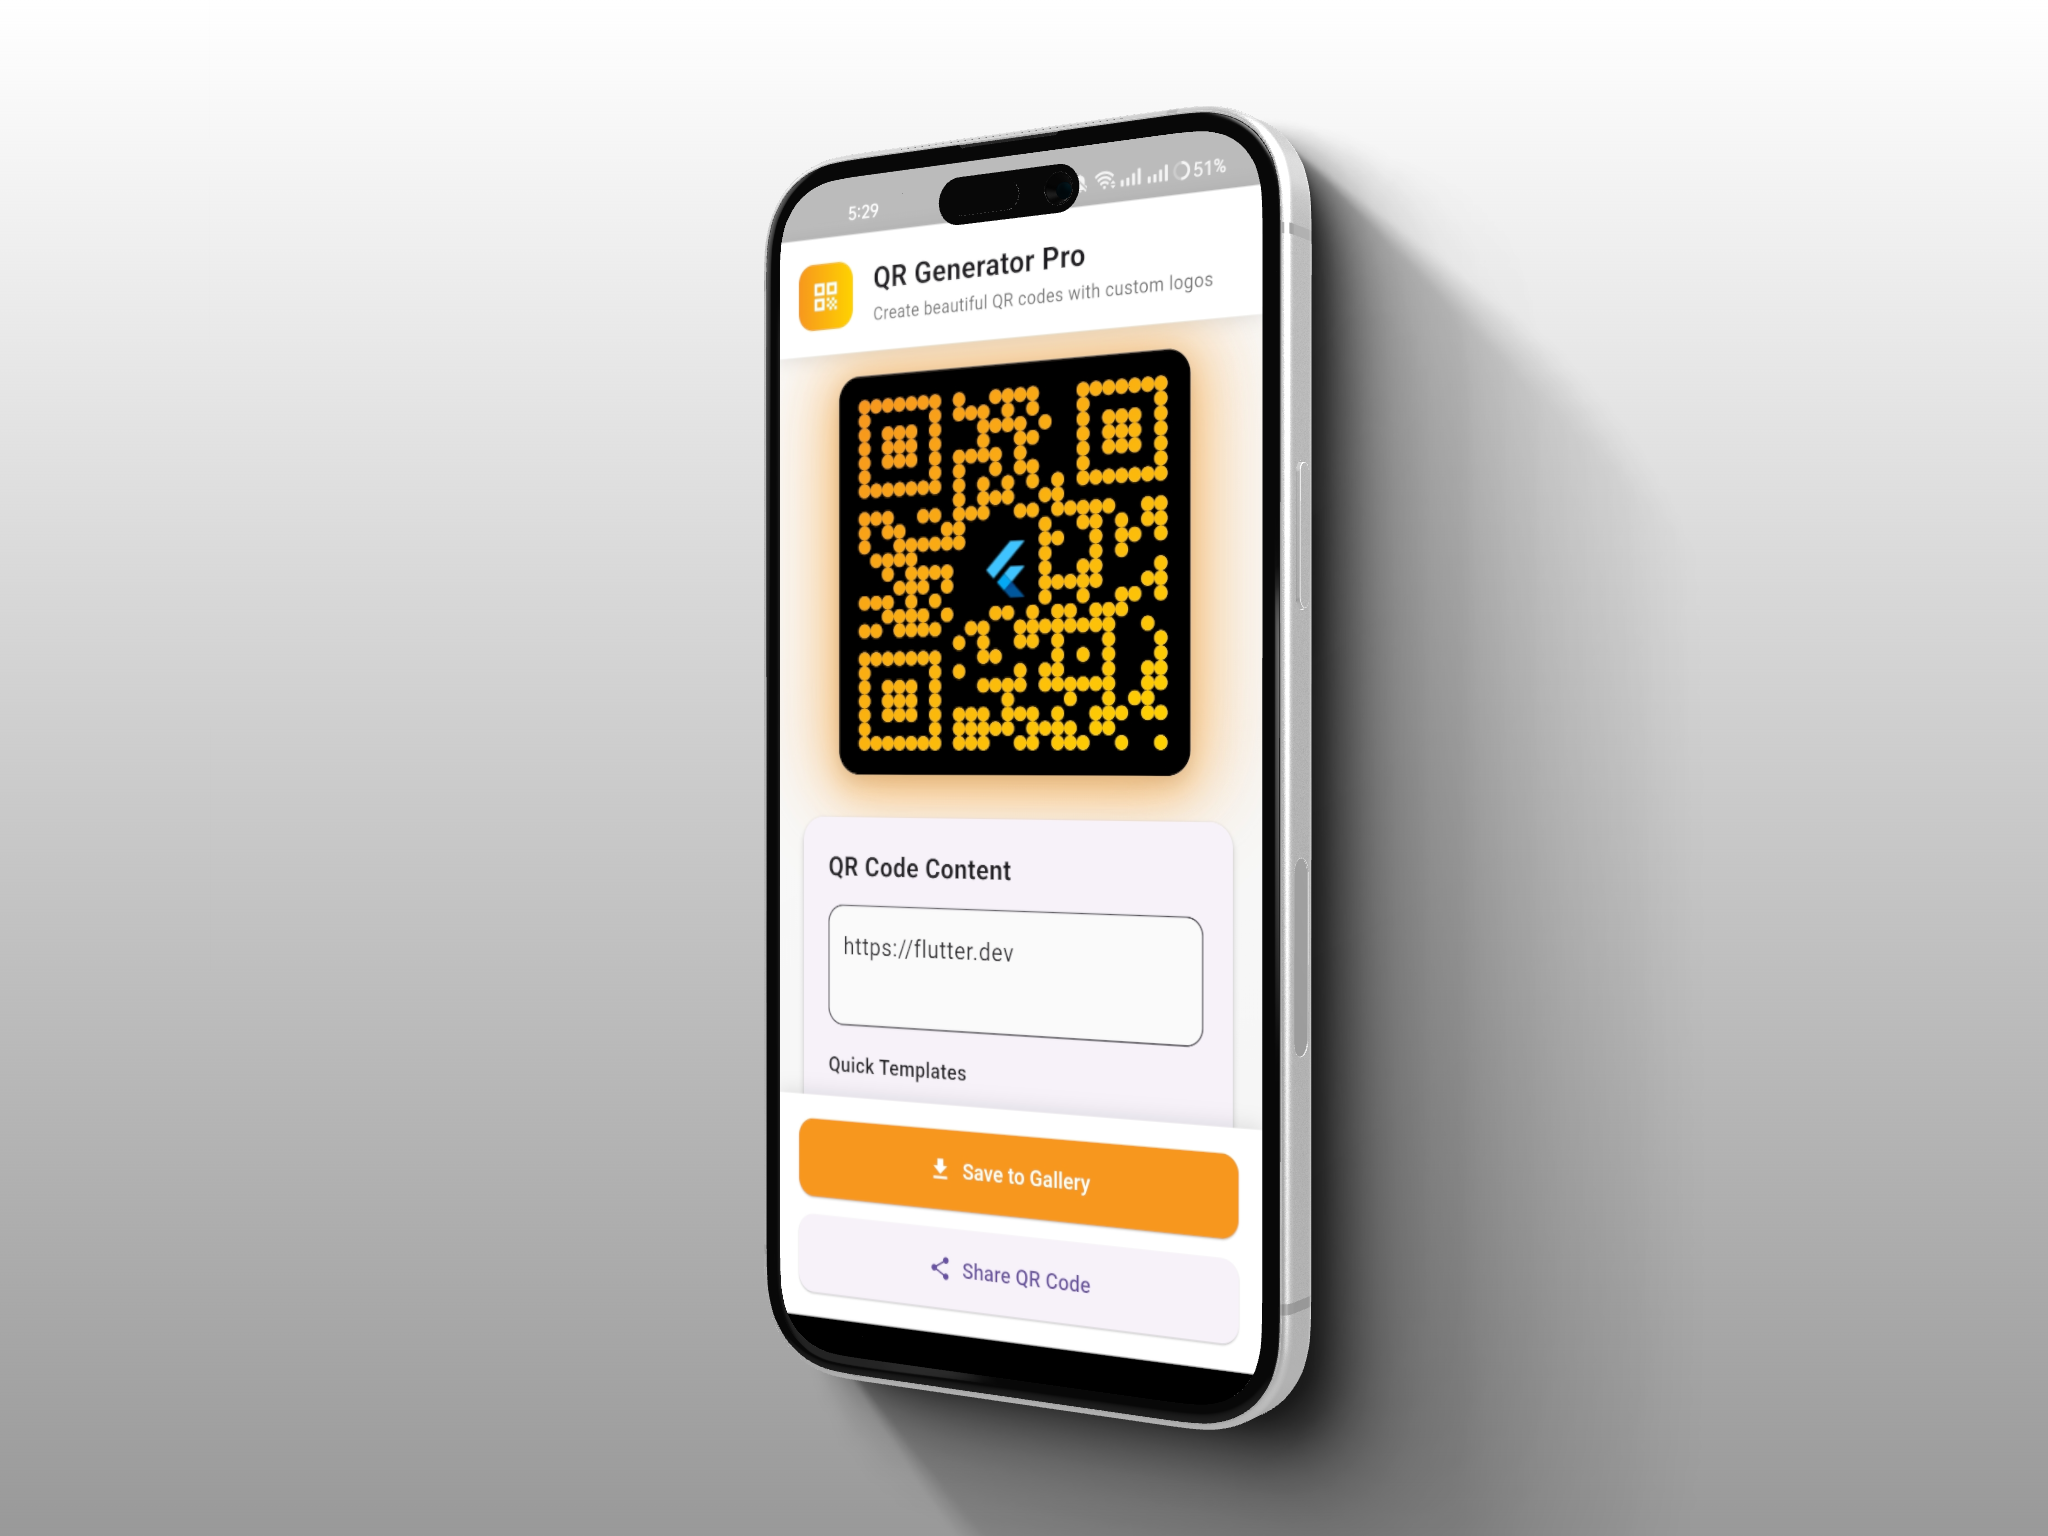 5:29
51%
QR Generator Pro
Create beautiful QR codes with custom logos
QR Code Content
https://flutter.dev
Quick Templates
Save to Gallery
Share QR Code